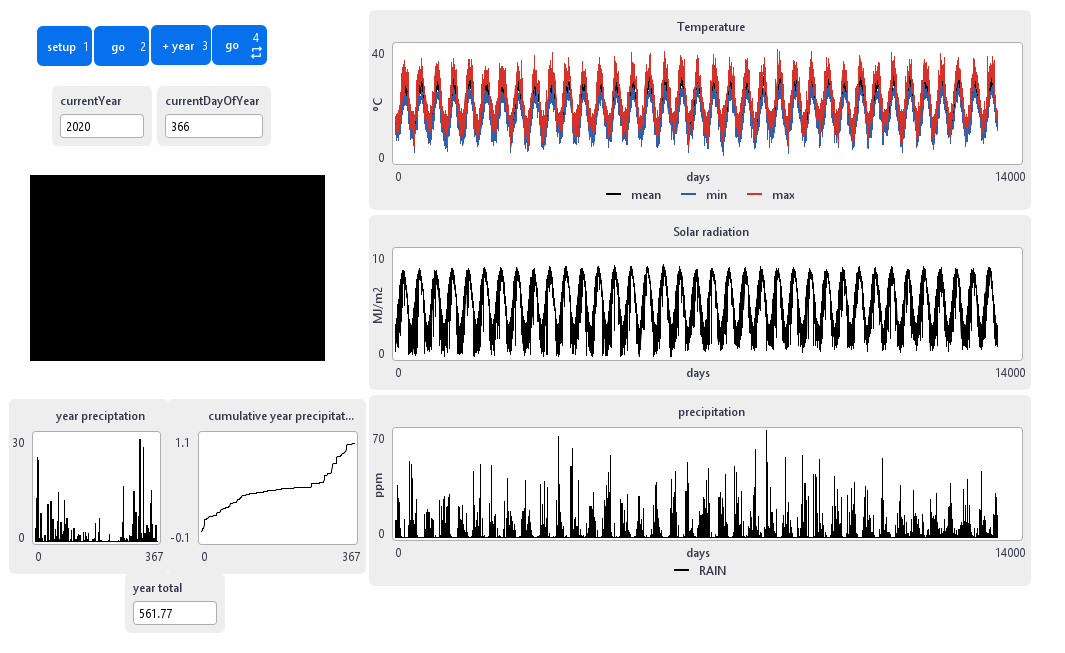 setup 1
go 2
+ year 3
go 4
currentYear
2020
currentDayOfYear
366
Temperature
40
°C
0
0 days 14000
mean min max
Solar radiation
10
MJ/m2
0
0 days 14000
year preciptation
30
0
0 367
cumulative year precipitat...
1.1
-0.1
0 367
year total
561.77
precipitation
70
ppm
0
0 days 14000
RAIN